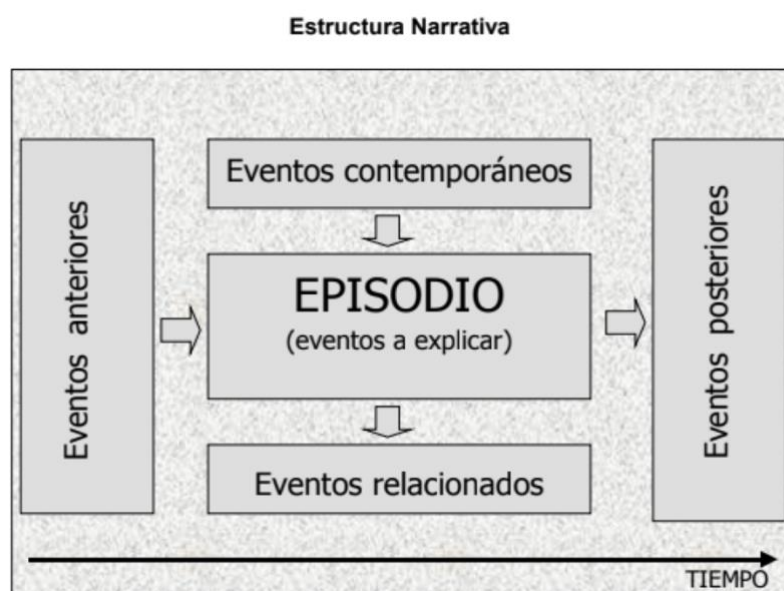 Estructura Narrativa
Eventos anteriores
Eventos contemporáneos
EPISODIO
(eventos a explicar)
Eventos relacionados
Eventos posteriores
TIEMPO